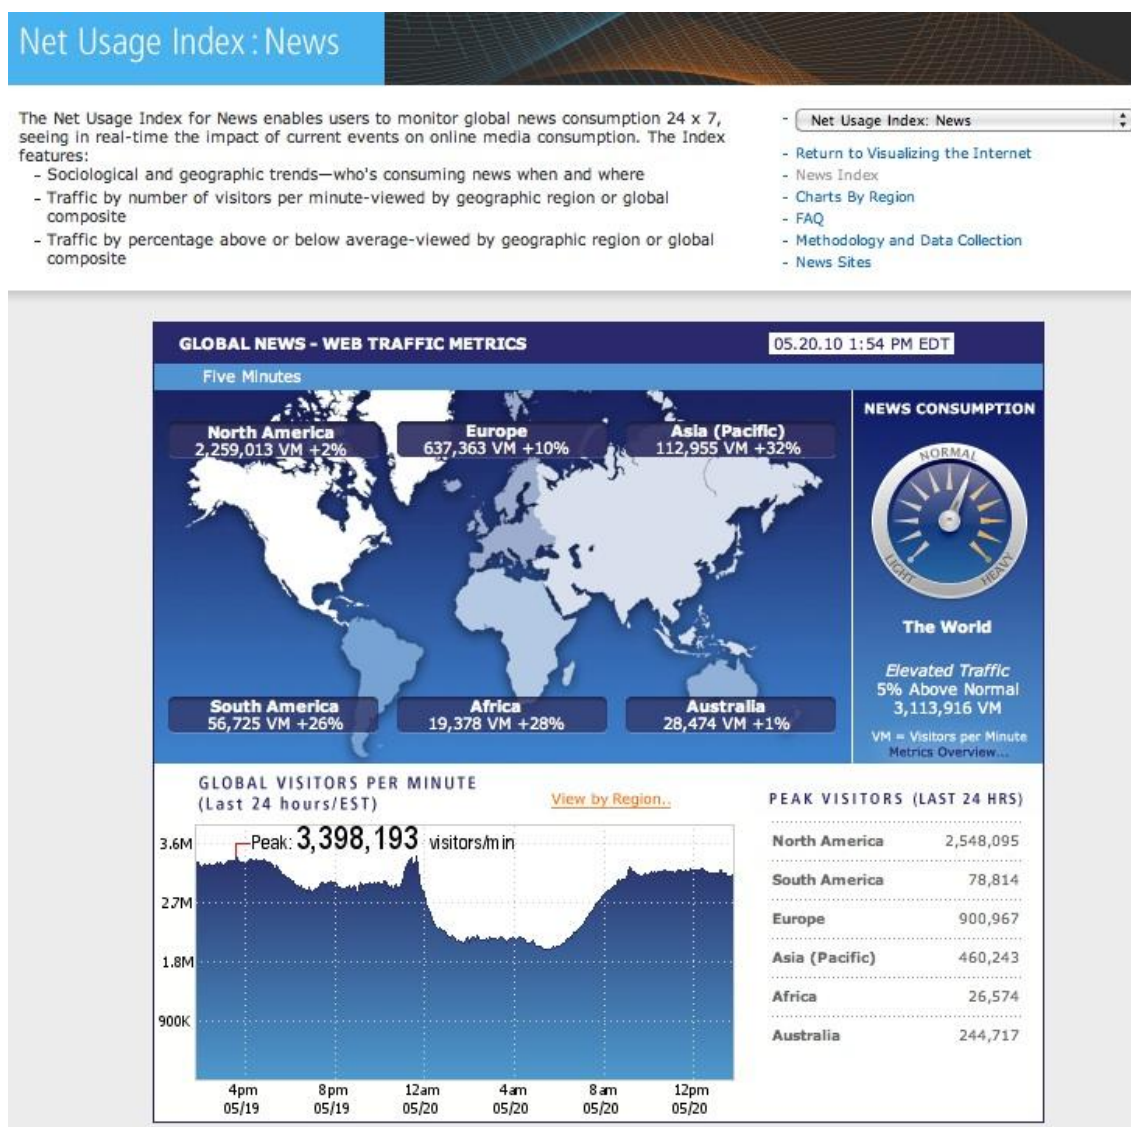 Net Usage Index : News
The Net Usage Index for News enables users to monitor global news consumption 24 x 7,
seeing in real-time the impact of current events on online media consumption. The Index
features:
- Sociological and geographic trends—who's consuming news when and where
- Traffic by number of visitors per minute-viewed by geographic region or global
composite
- Traffic by percentage above or below average-viewed by geographic region or global
composite
- Net Usage Index: News
- Return to Visualizing the Internet
- News Index
- Charts By Region
- FAQ
- Methodology and Data Collection
- News Sites
GLOBAL NEWS - WEB TRAFFIC METRICS
05.20.10 1:54 PM EDT
Five Minutes
North America
2,259,013 VM +2%
Europe
637,363 VM +10%
Asia (Pacific)
112,955 VM +32%
South America
56,725 VM +26%
Africa
19,378 VM +28%
Australia
28,474 VM +1%
NEWS CONSUMPTION
NORMAL
LIGHT
HEAVY
The World
Elevated Traffic
5% Above Normal
3,113,916 VM
VM = Visitors per Minute
Metrics Overview...
GLOBAL VISITORS PER MINUTE
(Last 24 hours/EST)
View by Region..
Peak: 3,398,193 visitors/min
3.6M
2.7M
1.8M
900K
4pm 8pm 12am 4am 8am 12pm
05/19 05/19 05/20 05/20 05/20 05/20
PEAK VISITORS (LAST 24 HRS)
North America 2,548,095
South America 78,814
Europe 900,967
Asia (Pacific) 460,243
Africa 26,574
Australia 244,717